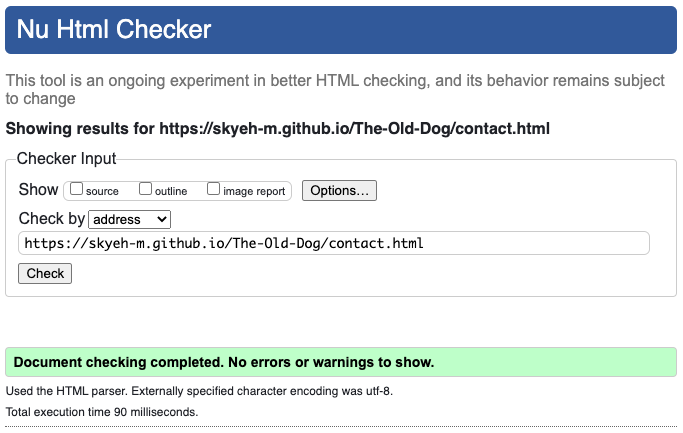 Nu Html Checker
This tool is an ongoing experiment in better HTML checking, and its behavior remains subject
to change
Showing results for https://skyeh-m.github.io/The-Old-Dog/contact.html
Checker Input
Show source outline image report Options...
Check by address
https://skyeh-m.github.io/The-Old-Dog/contact.html
Check
Document checking completed. No errors or warnings to show.
Used the HTML parser. Externally specified character encoding was utf-8.
Total execution time 90 milliseconds.